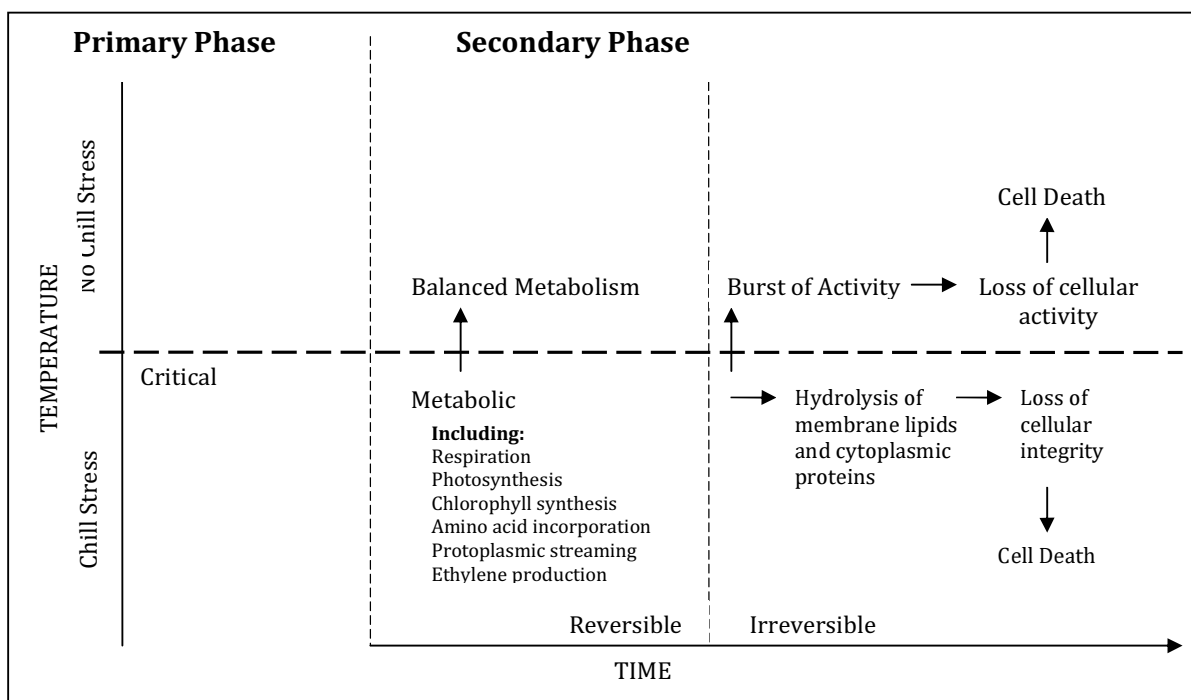 Primary Phase
Secondary Phase
TEMPERATURE
No Chill Stress
Chill Stress
Critical
Balanced Metabolism
Metabolic
Including:
Respiration
Photosynthesis
Chlorophyll synthesis
Amino acid incorporation
Protoplasmic streaming
Ethylene production
Burst of Activity
Loss of cellular
activity
Cell Death
Hydrolysis of
membrane lipids
and cytoplasmic
proteins
Loss of
cellular
integrity
Cell Death
Reversible
Irreversible
TIME